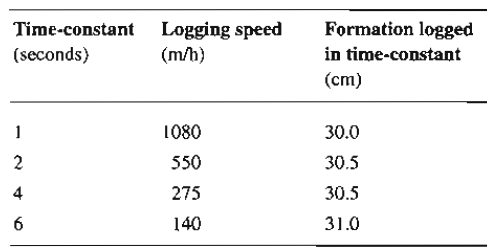 Time-constant Logging speed Formation logged
(seconds) (m/h) in time-constant
(cm)
1 1080 30.0
2 550 30.5
4 275 30.5
6 140 31.0